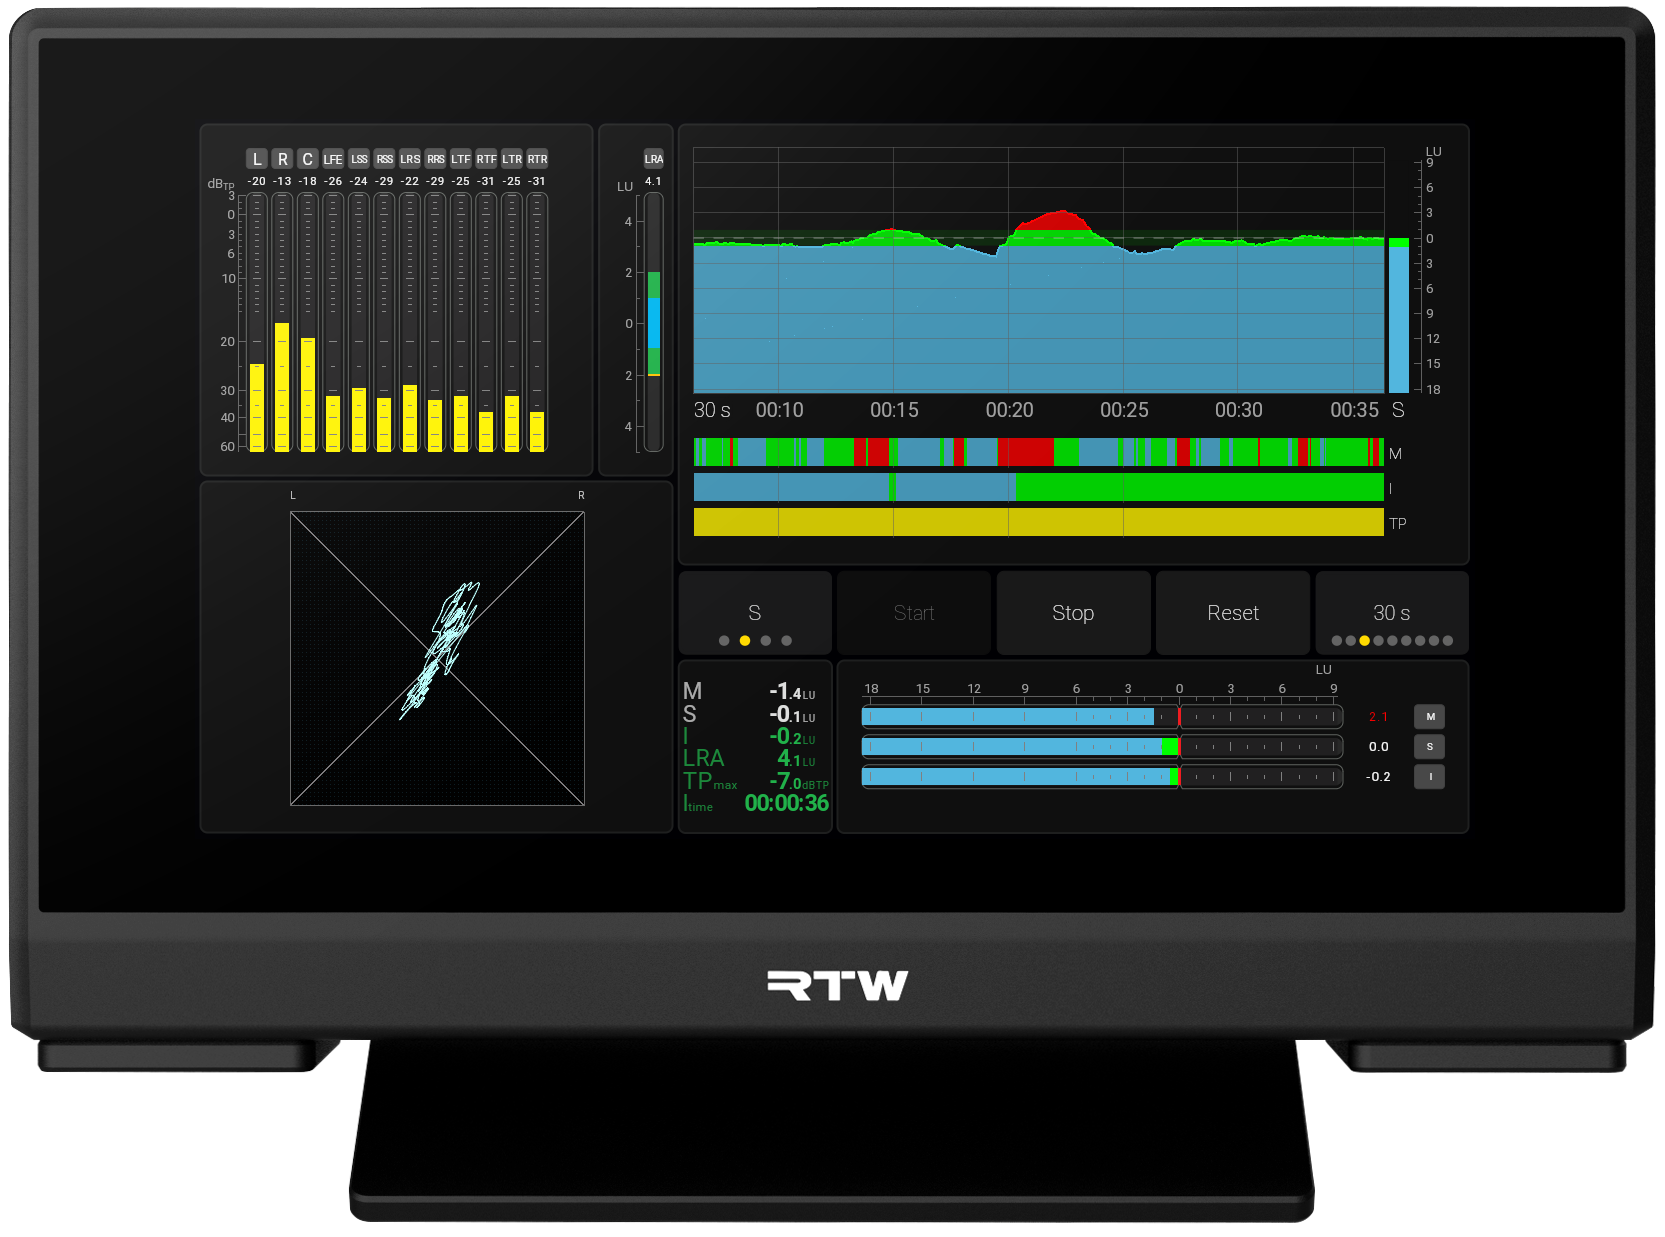 L R C LFE LSS RSS LRS RRS LTF RTF LTR RTR
dBTP -20 -13 -18 -26 -24 -29 -22 -29 -25 -31 -25 -31
3
0
3
6
10
20
30
40
60
LRA
LU 4.1
4
2
0
2
4
LU
9
6
3
0
3
6
9
12
15
18
30 s 00:10 00:15 00:20 00:25 00:30 00:35 S
M
I
TP
L R
S Start Stop Reset 30 s
M -1.4LU
S -0.1LU
I -0.2LU
LRA 4.1LU
TPmax -7.0dBTP
Itime 00:00:36
LU
18 15 12 9 6 3 0 3 6 9
2.1 M
0.0 S
-0.2 I
RTW